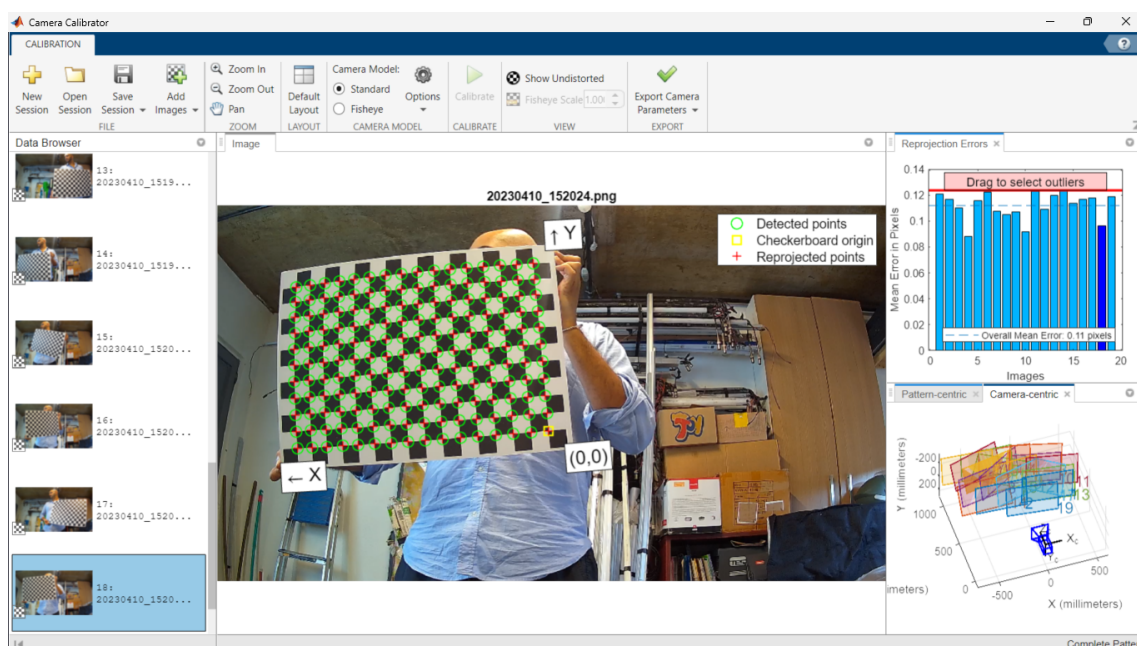 Camera Calibrator
CALIBRATION
New Session
Open Session
Save Session
Add Images
FILE
Zoom In
Zoom Out
Pan
ZOOM
Default Layout
LAYOUT
Camera Model:
Standard
Fisheye
Options
CAMERA MODEL
Calibrate
CALIBRATE
Show Undistorted
Fisheye Scale
VIEW
Export Camera Parameters
EXPORT
Data Browser
13:
20230410_1519...
14:
20230410_1519...
15:
20230410_1520...
16:
20230410_1520...
17:
20230410_1520...
18:
20230410_1520...
Image
20230410_152024.png
Detected points
Checkerboard origin
Reprojected points
↑ Y
← X
(0,0)
Reprojection Errors
Drag to select outliers
Mean Error in Pixels
0.14
0.12
0.1
0.08
0.06
0.04
0.02
0
Overall Mean Error: 0.11 pixels
0 5 10 15 20
Images
Pattern-centric
Camera-centric
Y (millimeters)
-200
0
200
1000
500
0
11
13
19
-500
0
500
X (millimeters)
Complete Patte